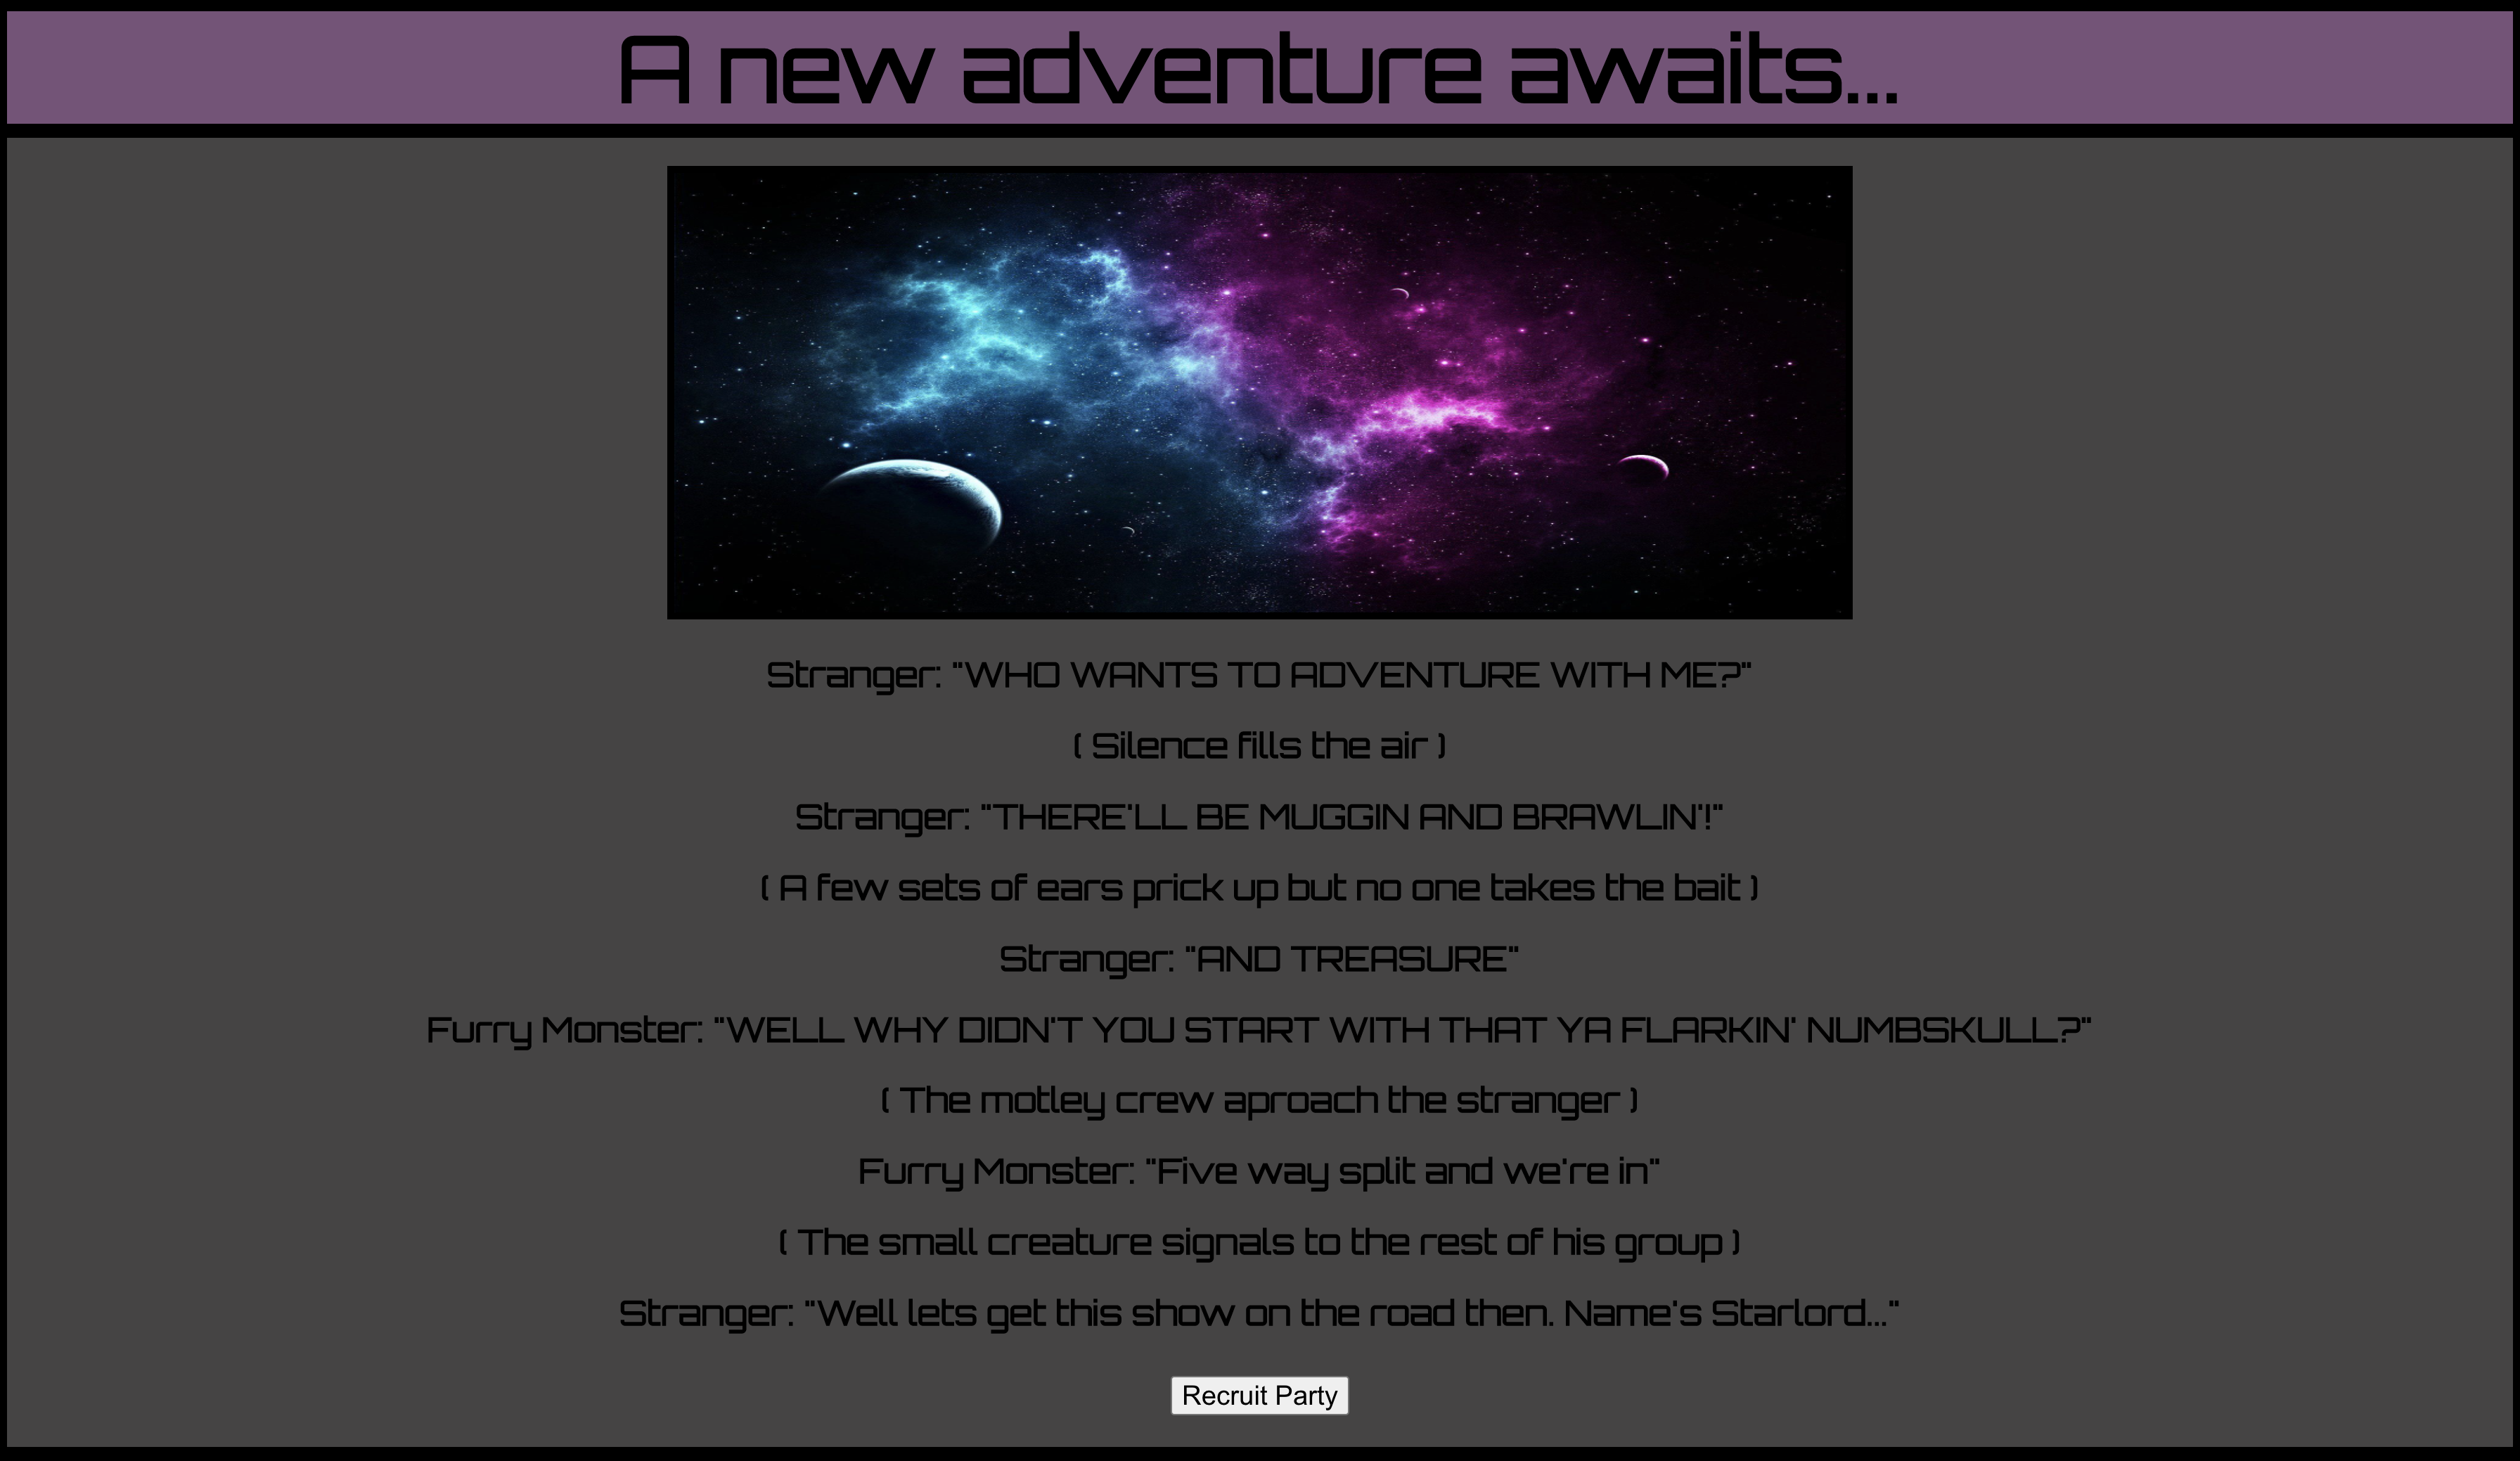 A new adventure awaits...
Stranger: "WHO WANTS TO ADVENTURE WITH ME?"
( Silence fills the air )
Stranger: "THERE'LL BE MUGGIN AND BRAWLIN'!"
( A few sets of ears prick up but no one takes the bait )
Stranger: "AND TREASURE"
Furry Monster: "WELL WHY DIDN'T YOU START WITH THAT YA FLARKIN' NUMBSKULL?"
( The motley crew aproach the stranger )
Furry Monster: "Five way split and we're in"
( The small creature signals to the rest of his group )
Stranger: "Well lets get this show on the road then. Name's Starlord..."
Recruit Party